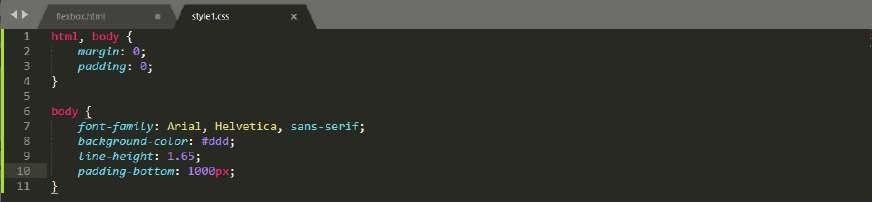 flexbox.html
style1.css
1 html, body {
2 margin: 0;
3 padding: 0;
4 }
5
6 body {
7 font-family: Arial, Helvetica, sans-serif;
8 background-color: #ddd;
9 line-height: 1.65;
10 padding-bottom: 1000px;
11 }